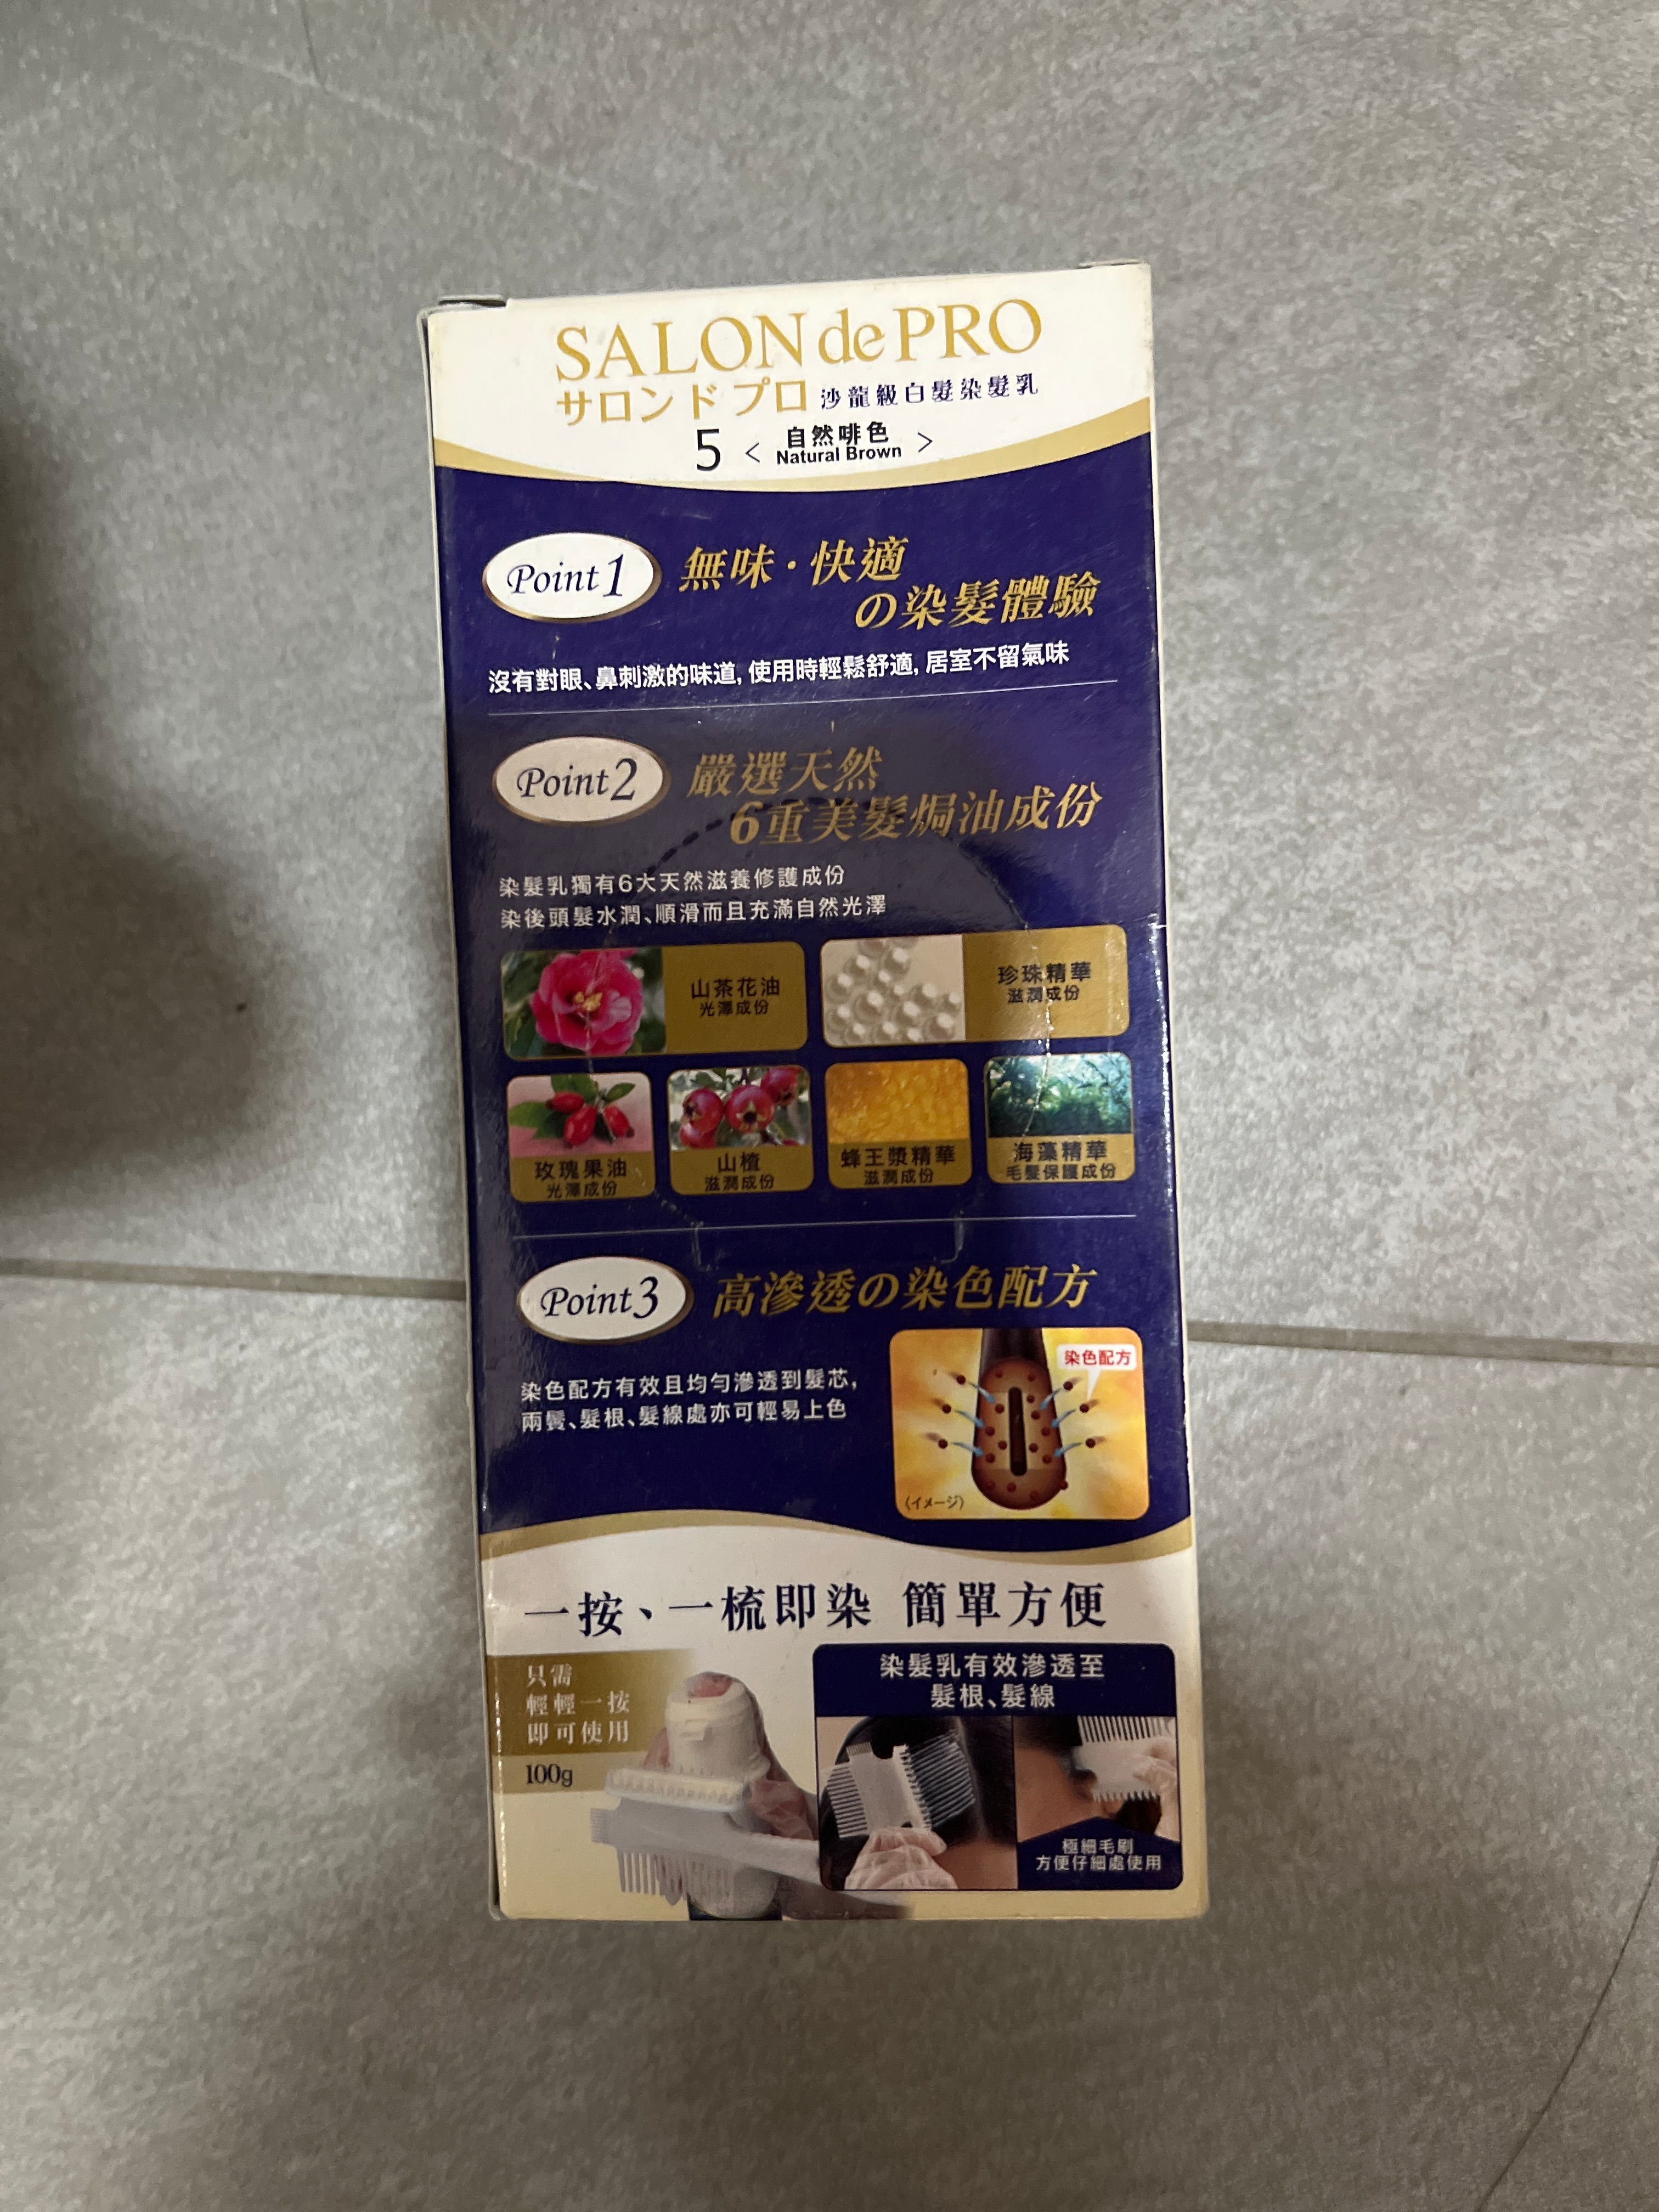 SALON de PRO
サロンド プロ 沙龍級白髮染髮乳
5 < 自然啡色 >
Natural Brown
Point 1
無味·快適
の染髮體驗
沒有對眼、鼻刺激的味道, 使用時輕鬆舒適, 居室不留氣味
Point 2
嚴選天然
6重美髮焗油成份
染髮乳獨有6大天然滋養修護成份
染後頭髮水潤、順滑而且充滿自然光澤
山茶花油
光澤成份
珍珠精華
滋潤成份
玫瑰果油
光澤成份
山楂
滋潤成份
蜂王漿精華
滋潤成份
海藻精華
毛髮保護成份
Point 3
高滲透の染色配方
染色配方有效且均勻滲透到髮芯,
兩鬢、髮根、髮線處亦可輕易上色
染色配方
(イメージ)
一按、一梳即染 簡單方便
只需
輕輕一按
即可使用
100g
染髮乳有效滲透至
髮根、髮線
極細毛刷
方便仔細處使用